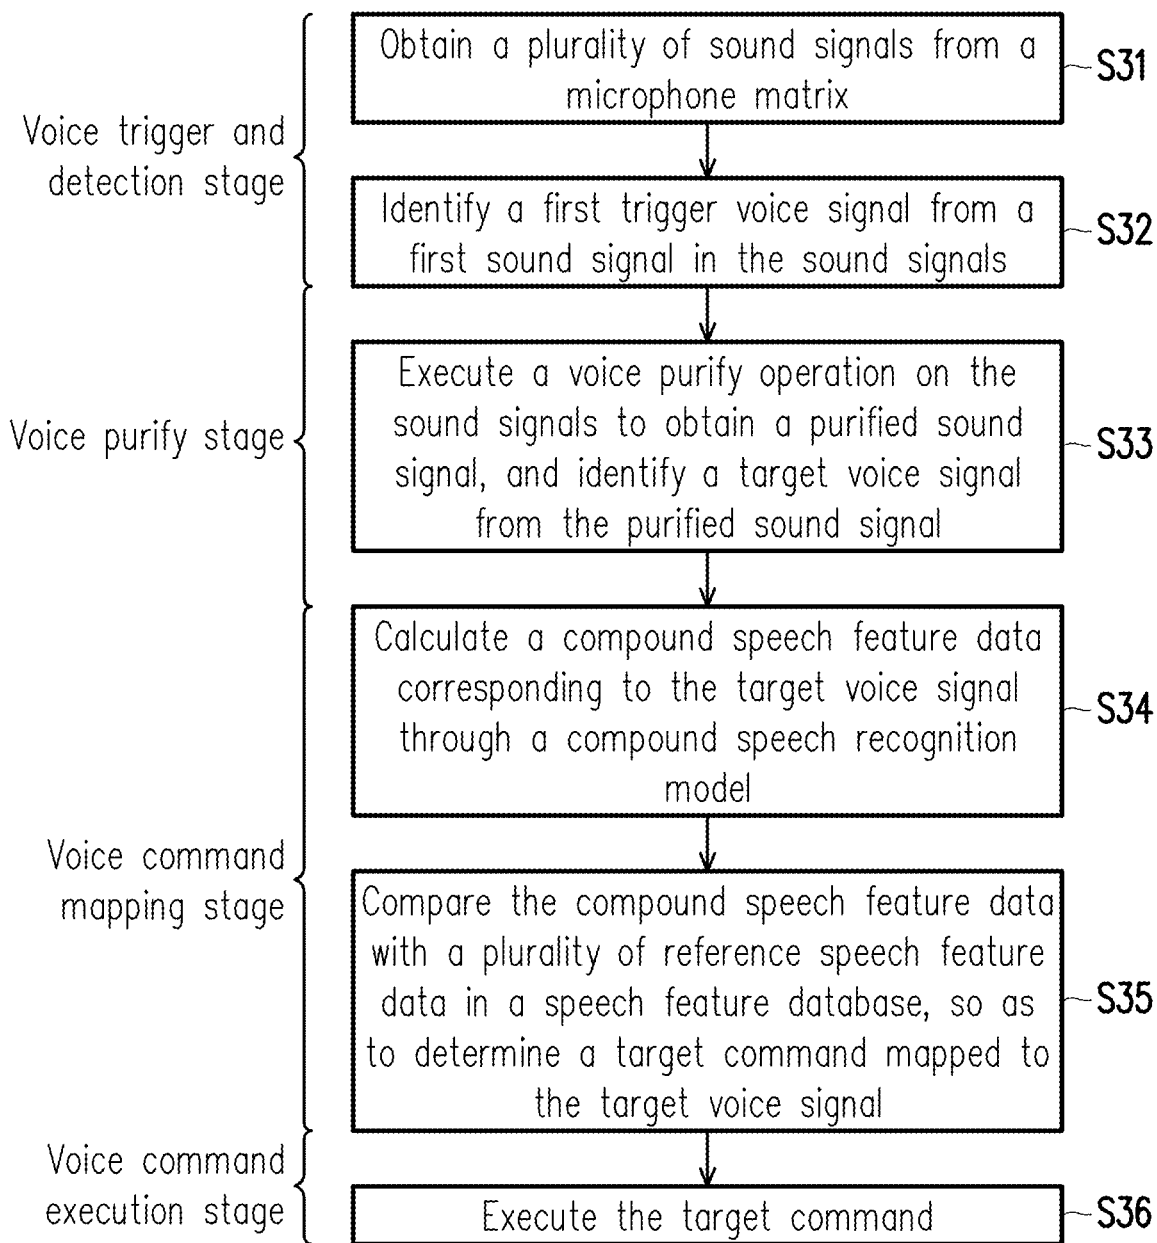 Voice trigger and
detection stage
Obtain a plurality of sound signals from a
microphone matrix
S31
Identify a first trigger voice signal from a
first sound signal in the sound signals
S32
Voice purify stage
Execute a voice purify operation on the
sound signals to obtain a purified sound
signal, and identify a target voice signal
from the purified sound signal
S33
Voice command
mapping stage
Calculate a compound speech feature data
corresponding to the target voice signal
through a compound speech recognition
model
S34
Compare the compound speech feature data
with a plurality of reference speech feature
data in a speech feature database, so as
to determine a target command mapped to
the target voice signal
S35
Voice command
execution stage
Execute the target command
S36